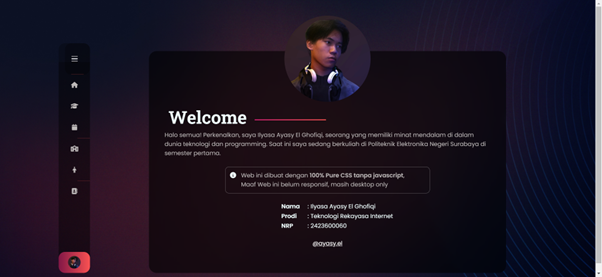 Welcome
Halo semua! Perkenalkan, saya Ilyasa Ayasy El Ghofiqi, seorang yang memiliki minat mendalam di dalam
dunia teknologi dan programming. Saat ini saya sedang berkuliah di Politeknik Elektronika Negeri Surabaya di
semester pertama.
Web ini dibuat dengan 100% Pure CSS tanpa javascript,
Maaf Web ini belum responsif, masih desktop only
Nama : Ilyasa Ayasy El Ghofiqi
Prodi : Teknologi Rekayasa Internet
NRP : 2423600060
@ayasy.el